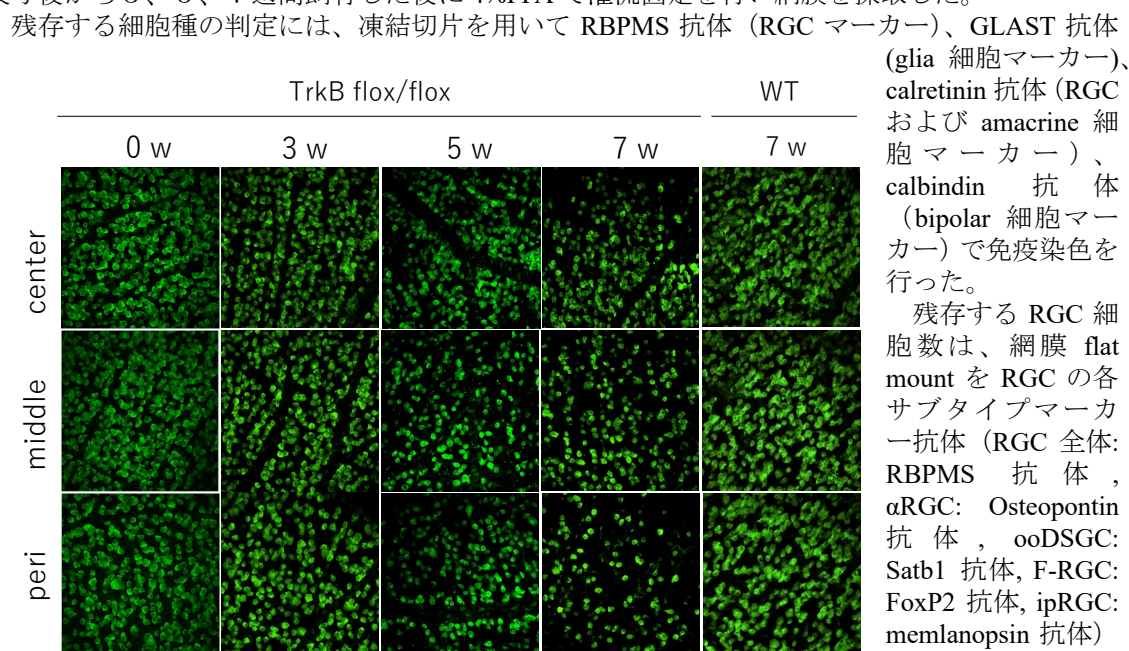 残存する細胞種の判定には、凍結切片を用いて RBPMS 抗体（RGC マーカー）、GLAST 抗体
(glia 細胞マーカー)、
calretinin 抗体（RGC
および amacrine 細
胞マーカー）、
calbindin 抗体
（bipolar 細胞マー
カー）で免疫染色を
行った。
残存する RGC 細
胞数は、網膜 flat
mount を RGC の各
サブタイプマーカ
ー抗体（RGC 全体:
RBPMS 抗体,
αRGC: Osteopontin
抗体, ooDSGC:
Satb1 抗体, F-RGC:
FoxP2 抗体, ipRGC:
memlanopsin 抗体）
TrkB flox/flox WT
0 w 3 w 5 w 7 w 7 w
center
middle
peri